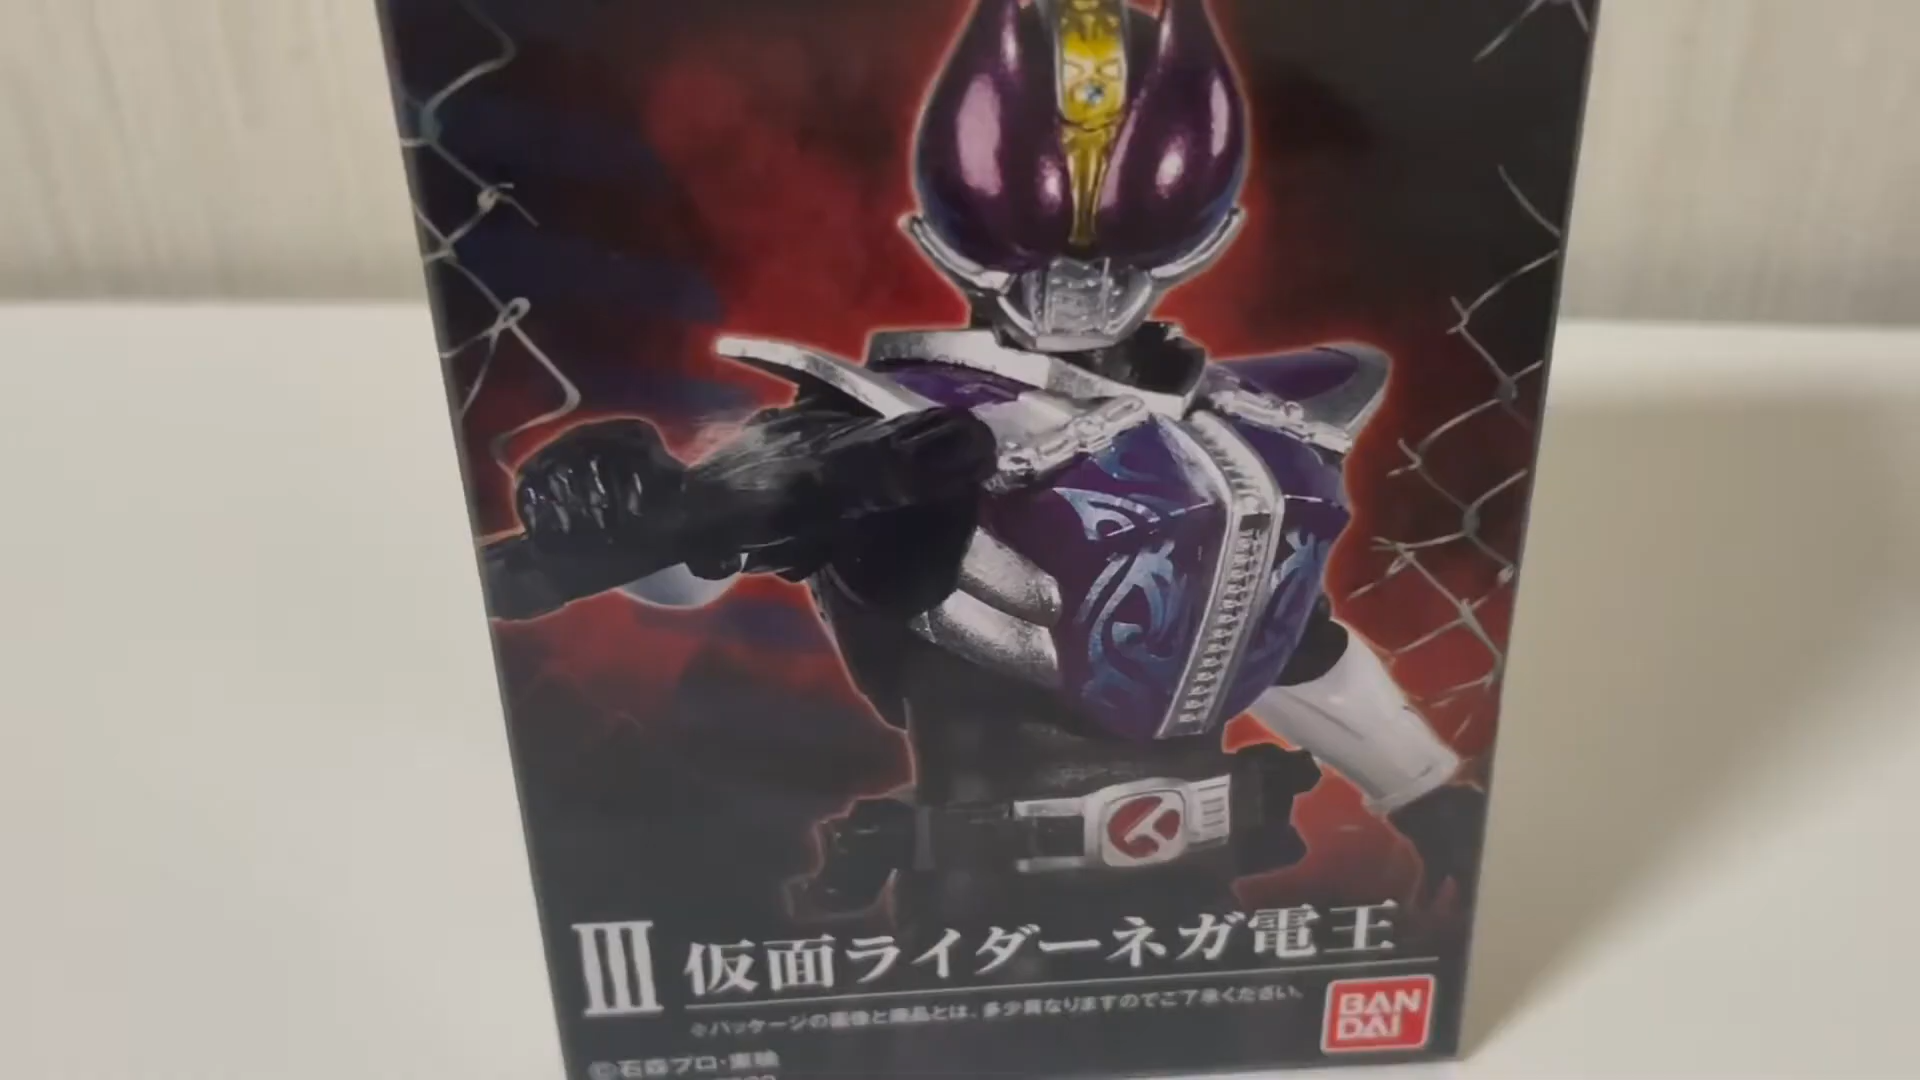 III 仮面ライダーネガ電王
※パッケージの画像と商品とは、多少異なりますのでご了承ください。
BAN
DAI
©石森プロ・東映